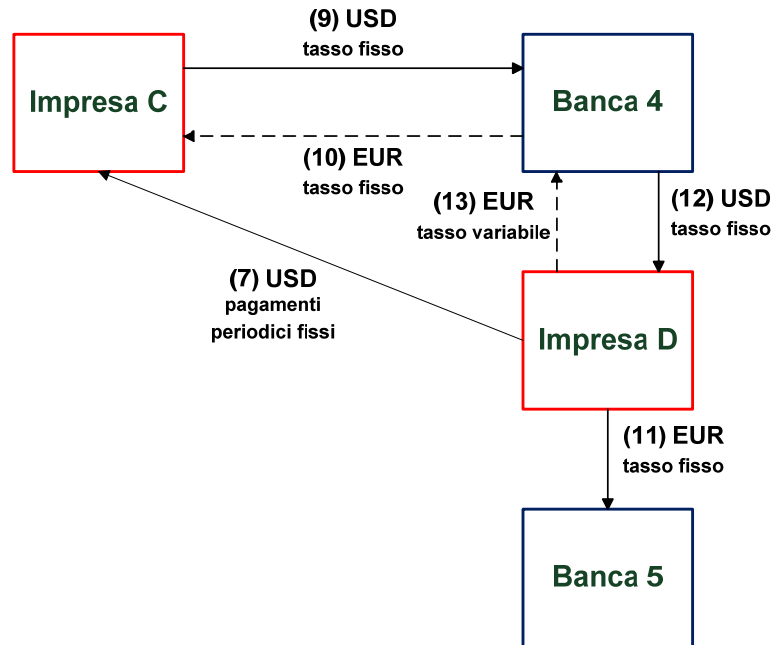 (9) USD
tasso fisso
Impresa C
Banca 4
(10) EUR
tasso fisso
(13) EUR
tasso variabile
(12) USD
tasso fisso
(7) USD
pagamenti
periodici fissi
Impresa D
(11) EUR
tasso fisso
Banca 5